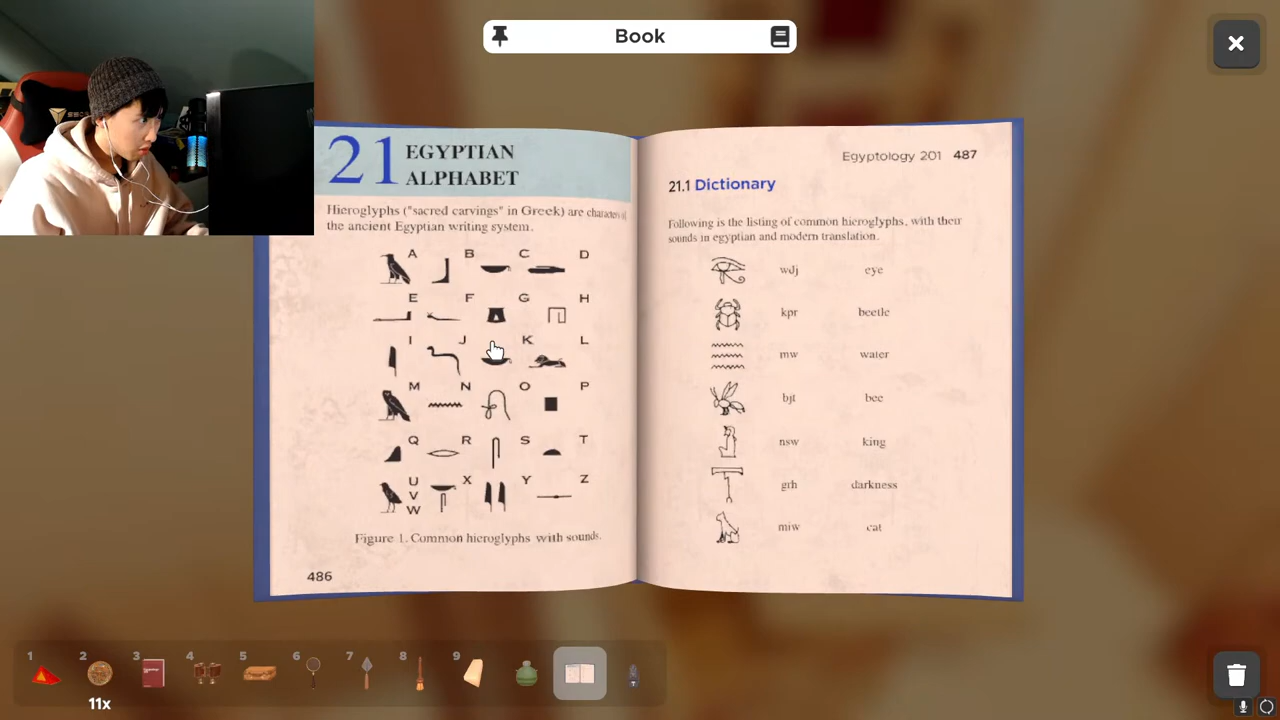 Book
21 EGYPTIAN
ALPHABET
Hieroglyphs ("sacred carvings" in Greek) are characters of
the ancient Egyptian writing system.
A B C D
E F G H
I J K L
M N O P
Q R S T
U V W X Y Z
Figure 1. Common hieroglyphs with sounds.
486
Egyptology 201 487
21.1 Dictionary
Following is the listing of common hieroglyphs, with their
sounds in egyptian and modern translation.
wdj eye
kpr beetle
mw water
bjt bee
nsw king
grh darkness
miw cat
1 2 3 4 5 6 7 8 9
11x